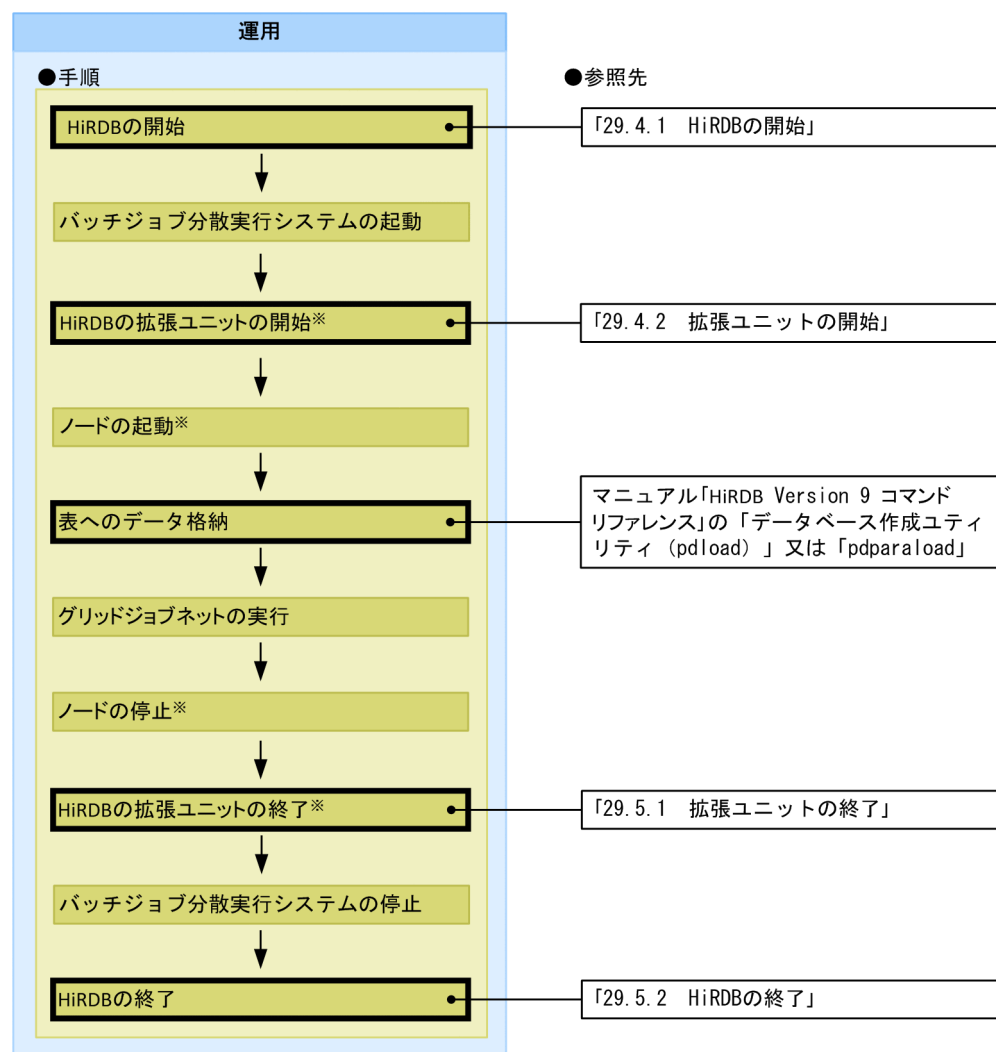 運用
●手順
●参照先
HiRDBの開始
「29.4.1 HiRDBの開始」
バッチジョブ分散実行システムの起動
HiRDBの拡張ユニットの開始※
「29.4.2 拡張ユニットの開始」
ノードの起動※
表へのデータ格納
マニュアル「HiRDB Version 9 コマンド
リファレンス」の「データベース作成ユティ
リティ（pdload）」又は「pdparaload」
グリッドジョブネットの実行
ノードの停止※
HiRDBの拡張ユニットの終了※
「29.5.1 拡張ユニットの終了」
バッチジョブ分散実行システムの停止
HiRDBの終了
「29.5.2 HiRDBの終了」